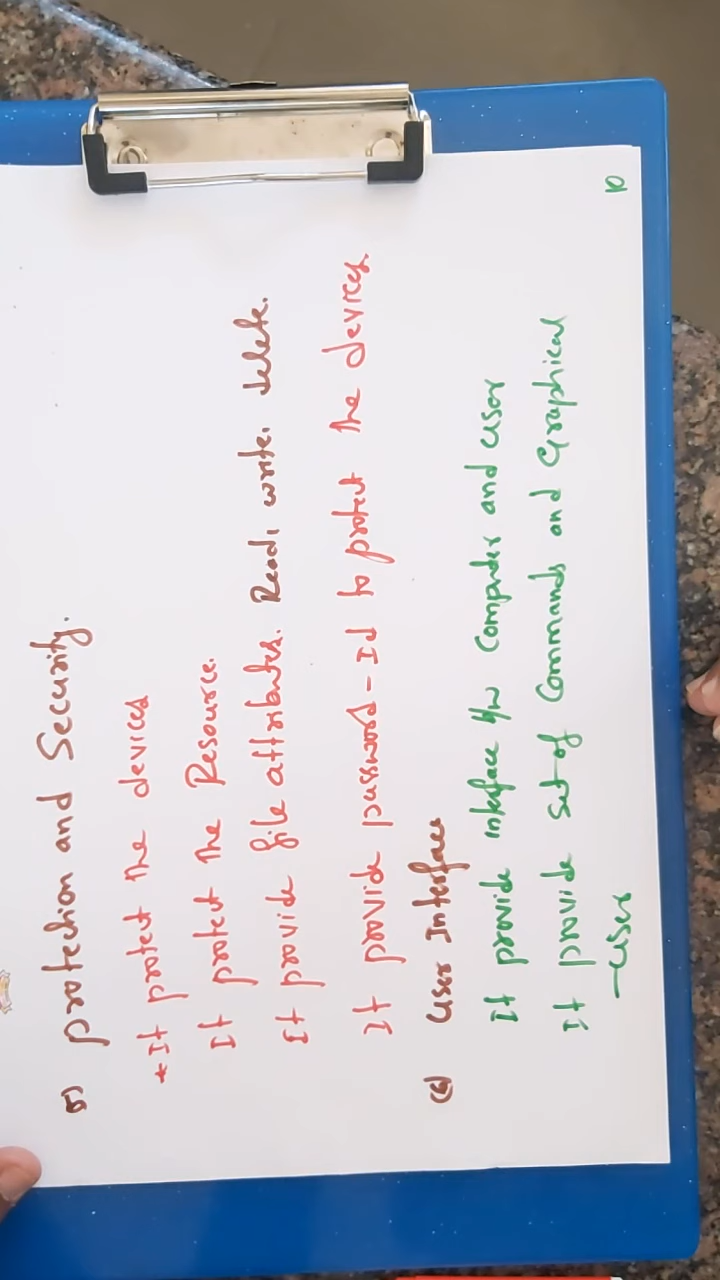 5) protection and Security.
* It protect the devices
It protect the Resource.
It provide file attributes. Read, write. delete.
It provide password - Id to protect the devices
(6) User Interface
It provide interface b/w computer and user
It provide set of Commands and Graphical
- User